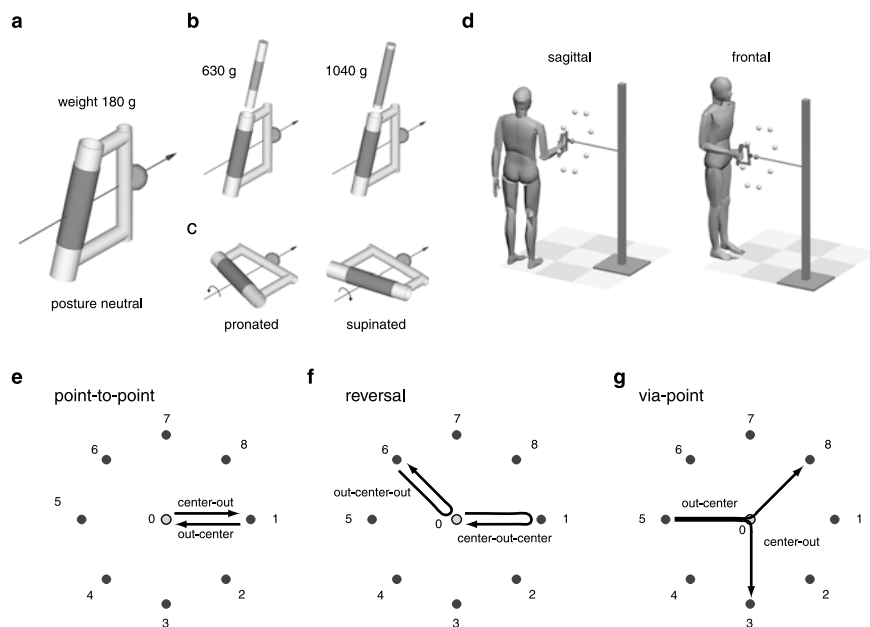 a
weight 180 g
posture neutral
b
630 g
1040 g
c
pronated
supinated
d
sagittal
frontal
e
point-to-point
7
6
8
center-out
5
0
1
out-center
4
2
3
f
reversal
7
6
8
out-center-out
5
0
1
center-out-center
4
2
3
g
via-point
7
6
8
out-center
5
0
1
center-out
4
2
3